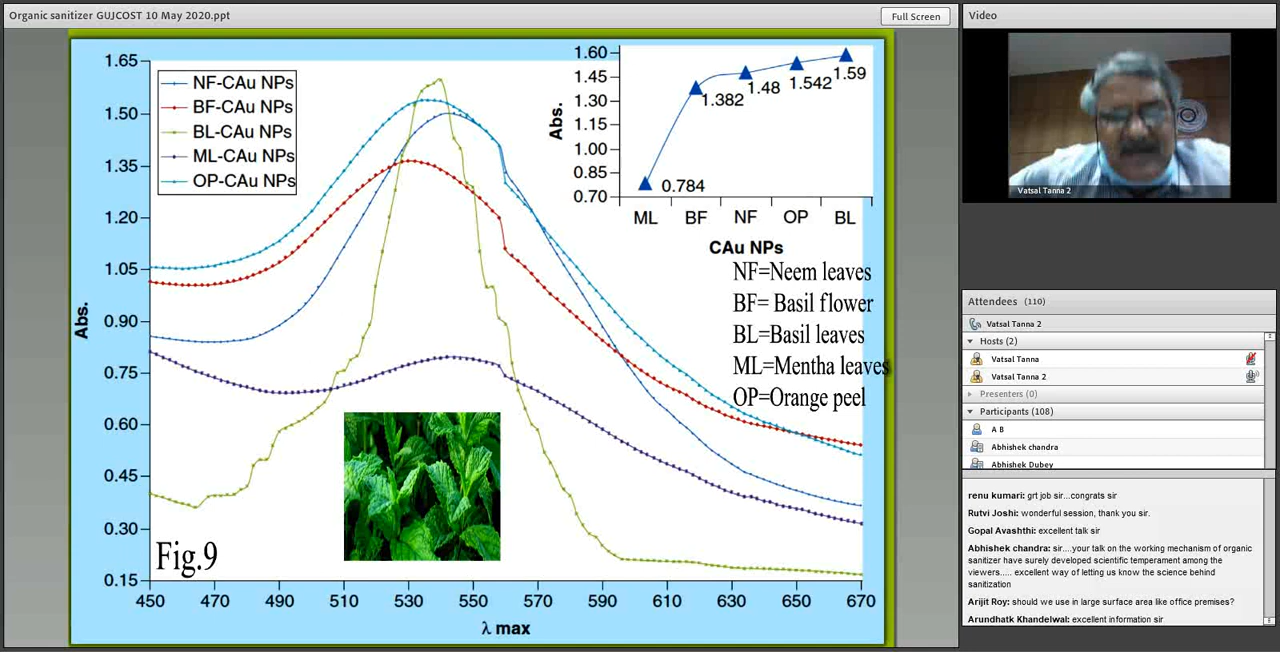 Organic sanitizer GUJCOST 10 May 2020.ppt
Full Screen
1.65
1.50
1.35
1.20
1.05
0.90
0.75
0.60
0.45
0.30
0.15
Abs.
NF-CAu NPs
BF-CAu NPs
BL-CAu NPs
ML-CAu NPs
OP-CAu NPs
1.60
1.45
1.30
1.15
1.00
0.85
0.70
Abs.
0.784
1.382
1.48
1.542
1.59
ML BF NF OP BL
CAu NPs
NF=Neem leaves
BF= Basil flower
BL=Basil leaves
ML=Mentha leaves
OP=Orange peel
Fig.9
450 470 490 510 530 550 570 590 610 630 650 670
λ max
Video
Vatsal Tanna 2
Attendees (110)
Vatsal Tanna 2
Hosts (2)
Vatsal Tanna
Vatsal Tanna 2
Presenters (0)
Participants (108)
A B
Abhishek chandra
Abhishek Dubey
renu kumari: grt job sir...congrats sir
Rutvi Joshi: wonderful session, thank you sir.
Gopal Avashthi: excellent talk sir
Abhishek chandra: sir....your talk on the working mechanism of organic
sanitizer have surely developed scientific temperament among the
viewers..... excellent way of letting us know the science behind
sanitization
Arijit Roy: should we use in large surface area like office premises?
Arundhatk Khandelwal: excellent information sir